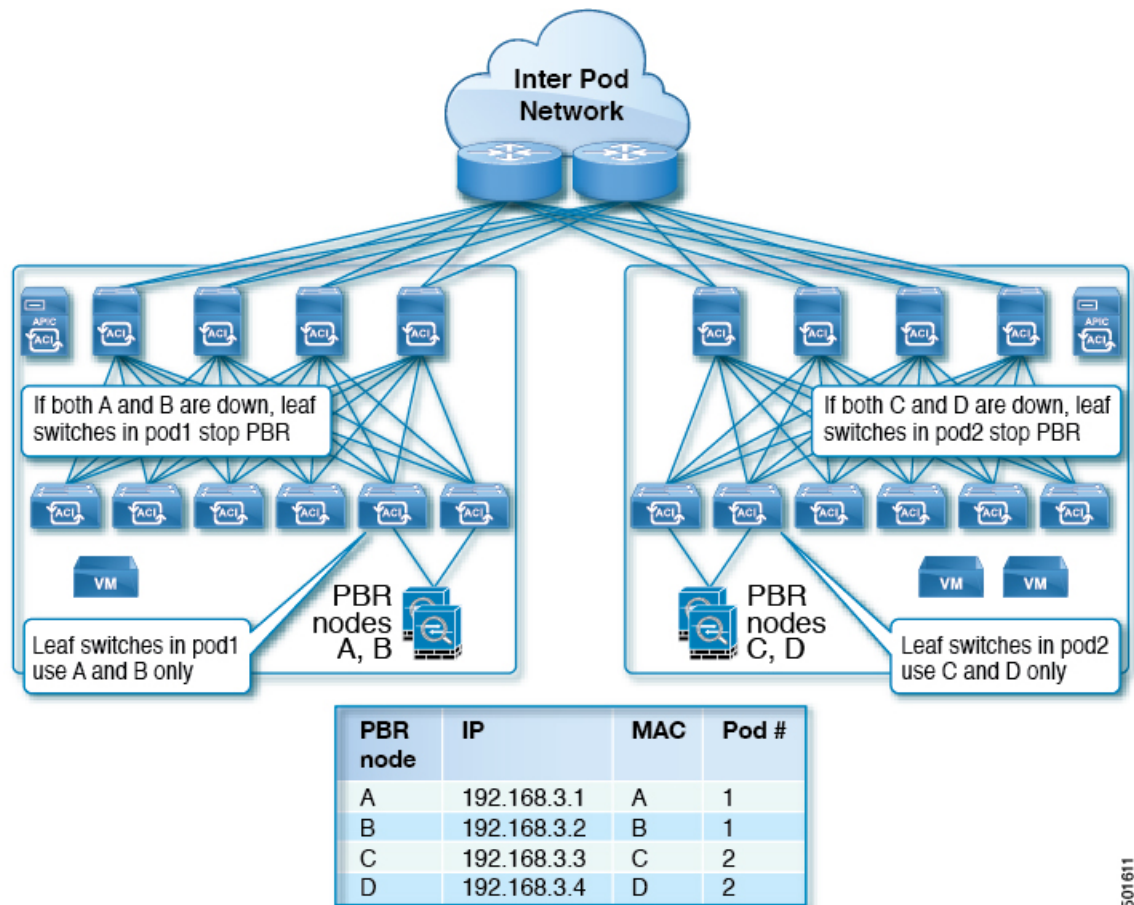 Inter Pod
Network
APIC
ACI
ACI
ACI
ACI
ACI
ACI
ACI
ACI
ACI
APIC
ACI
If both A and B are down, leaf
switches in pod1 stop PBR
If both C and D are down, leaf
switches in pod2 stop PBR
ACI
ACI
ACI
ACI
ACI
ACI
ACI
ACI
ACI
ACI
ACI
ACI
VM
PBR
nodes
A, B
PBR
nodes
C, D
VM
VM
Leaf switches in pod1
use A and B only
Leaf switches in pod2
use C and D only
PBR node IP MAC Pod #
A 192.168.3.1 A 1
B 192.168.3.2 B 1
C 192.168.3.3 C 2
D 192.168.3.4 D 2
501611